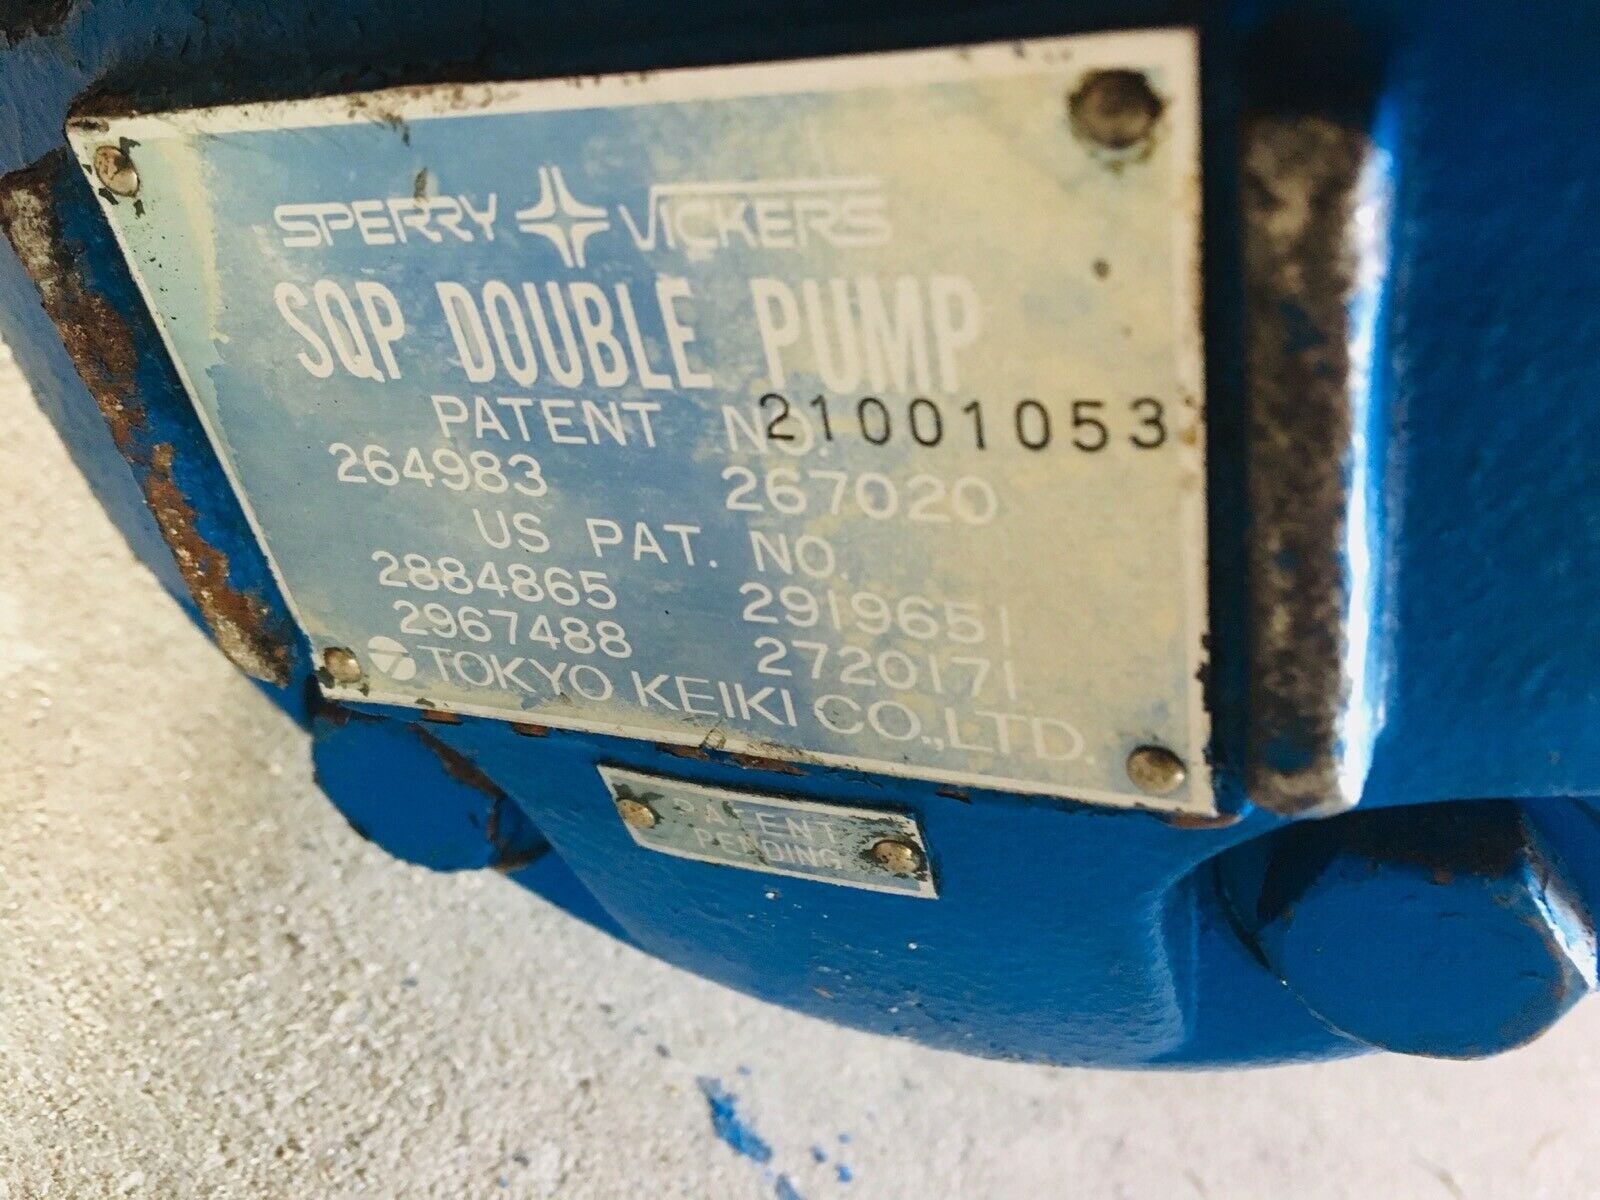 SPERRY VICKERS
SQP DOUBLE PUMP
PATENT NO. 21001053
264983 267020
US PAT. NO.
2884865 2919651
2967488 2720171
TOKYO KEIKI CO.,LTD.
PATENT
PENDING